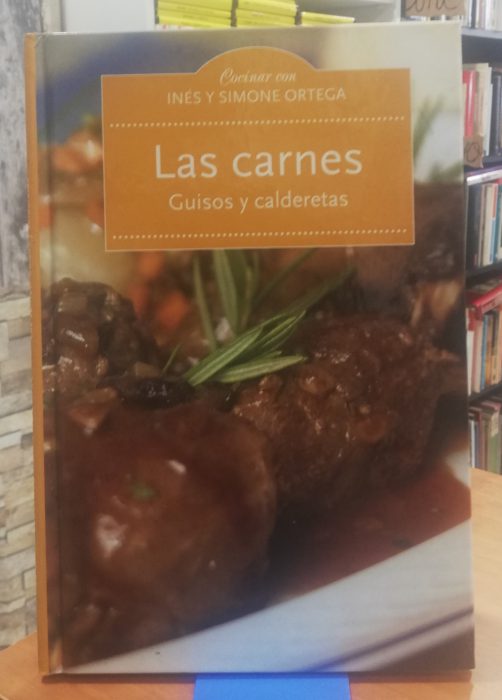 Cocinar con
INÉS Y SIMONE ORTEGA
Las carnes
Guisos y calderetas